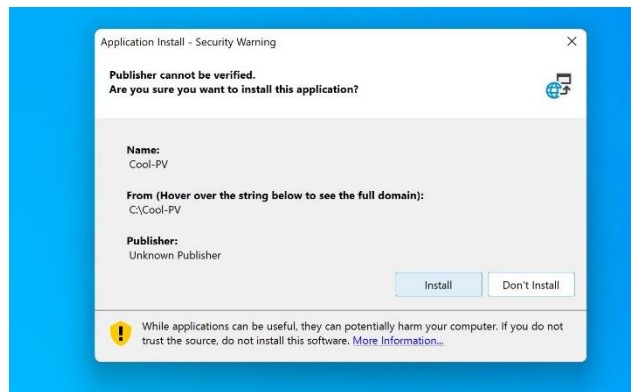 Application Install - Security Warning
Publisher cannot be verified.
Are you sure you want to install this application?
Name:
Cool-PV
From (Hover over the string below to see the full domain):
C:\Cool-PV
Publisher:
Unknown Publisher
Install
Don't Install
While applications can be useful, they can potentially harm your computer. If you do not
trust the source, do not install this software. More Information...